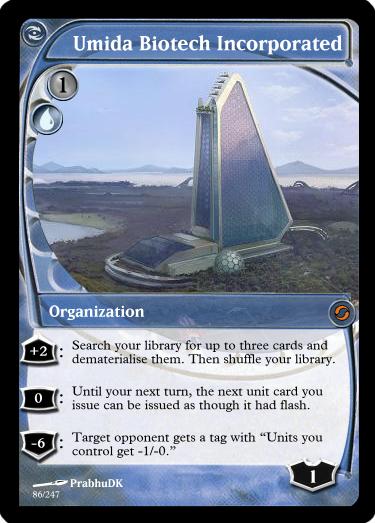 Umida Biotech Incorporated
1
Organization
+2: Search your library for up to three cards and
dematerialise them. Then shuffle your library.
0: Until your next turn, the next unit card you
issue can be issued as though it had flash.
-6: Target opponent gets a tag with “Units you
control get -1/-0.”
1
PrabhuDK
86/247